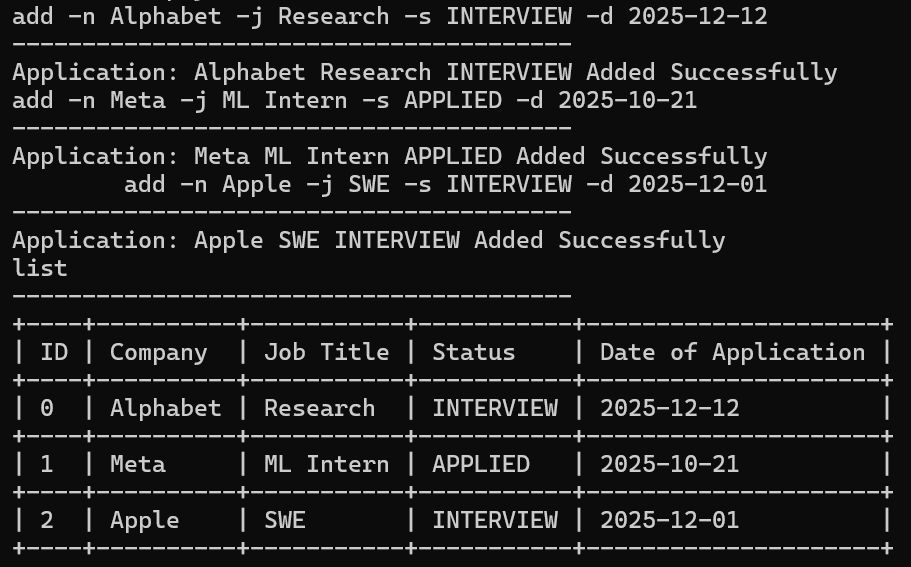 add -n Alphabet -j Research -s INTERVIEW -d 2025-12-12
----------------------------------------
Application: Alphabet Research INTERVIEW Added Successfully
add -n Meta -j ML Intern -s APPLIED -d 2025-10-21
----------------------------------------
Application: Meta ML Intern APPLIED Added Successfully
        add -n Apple -j SWE -s INTERVIEW -d 2025-12-01
----------------------------------------
Application: Apple SWE INTERVIEW Added Successfully
list
----------------------------------------
+----+----------+-----------+-----------+---------------------+
| ID | Company  | Job Title | Status    | Date of Application |
+----+----------+-----------+-----------+---------------------+
| 0  | Alphabet | Research  | INTERVIEW | 2025-12-12          |
+----+----------+-----------+-----------+---------------------+
| 1  | Meta     | ML Intern | APPLIED   | 2025-10-21          |
+----+----------+-----------+-----------+---------------------+
| 2  | Apple    | SWE       | INTERVIEW | 2025-12-01          |
+----+----------+-----------+-----------+---------------------+